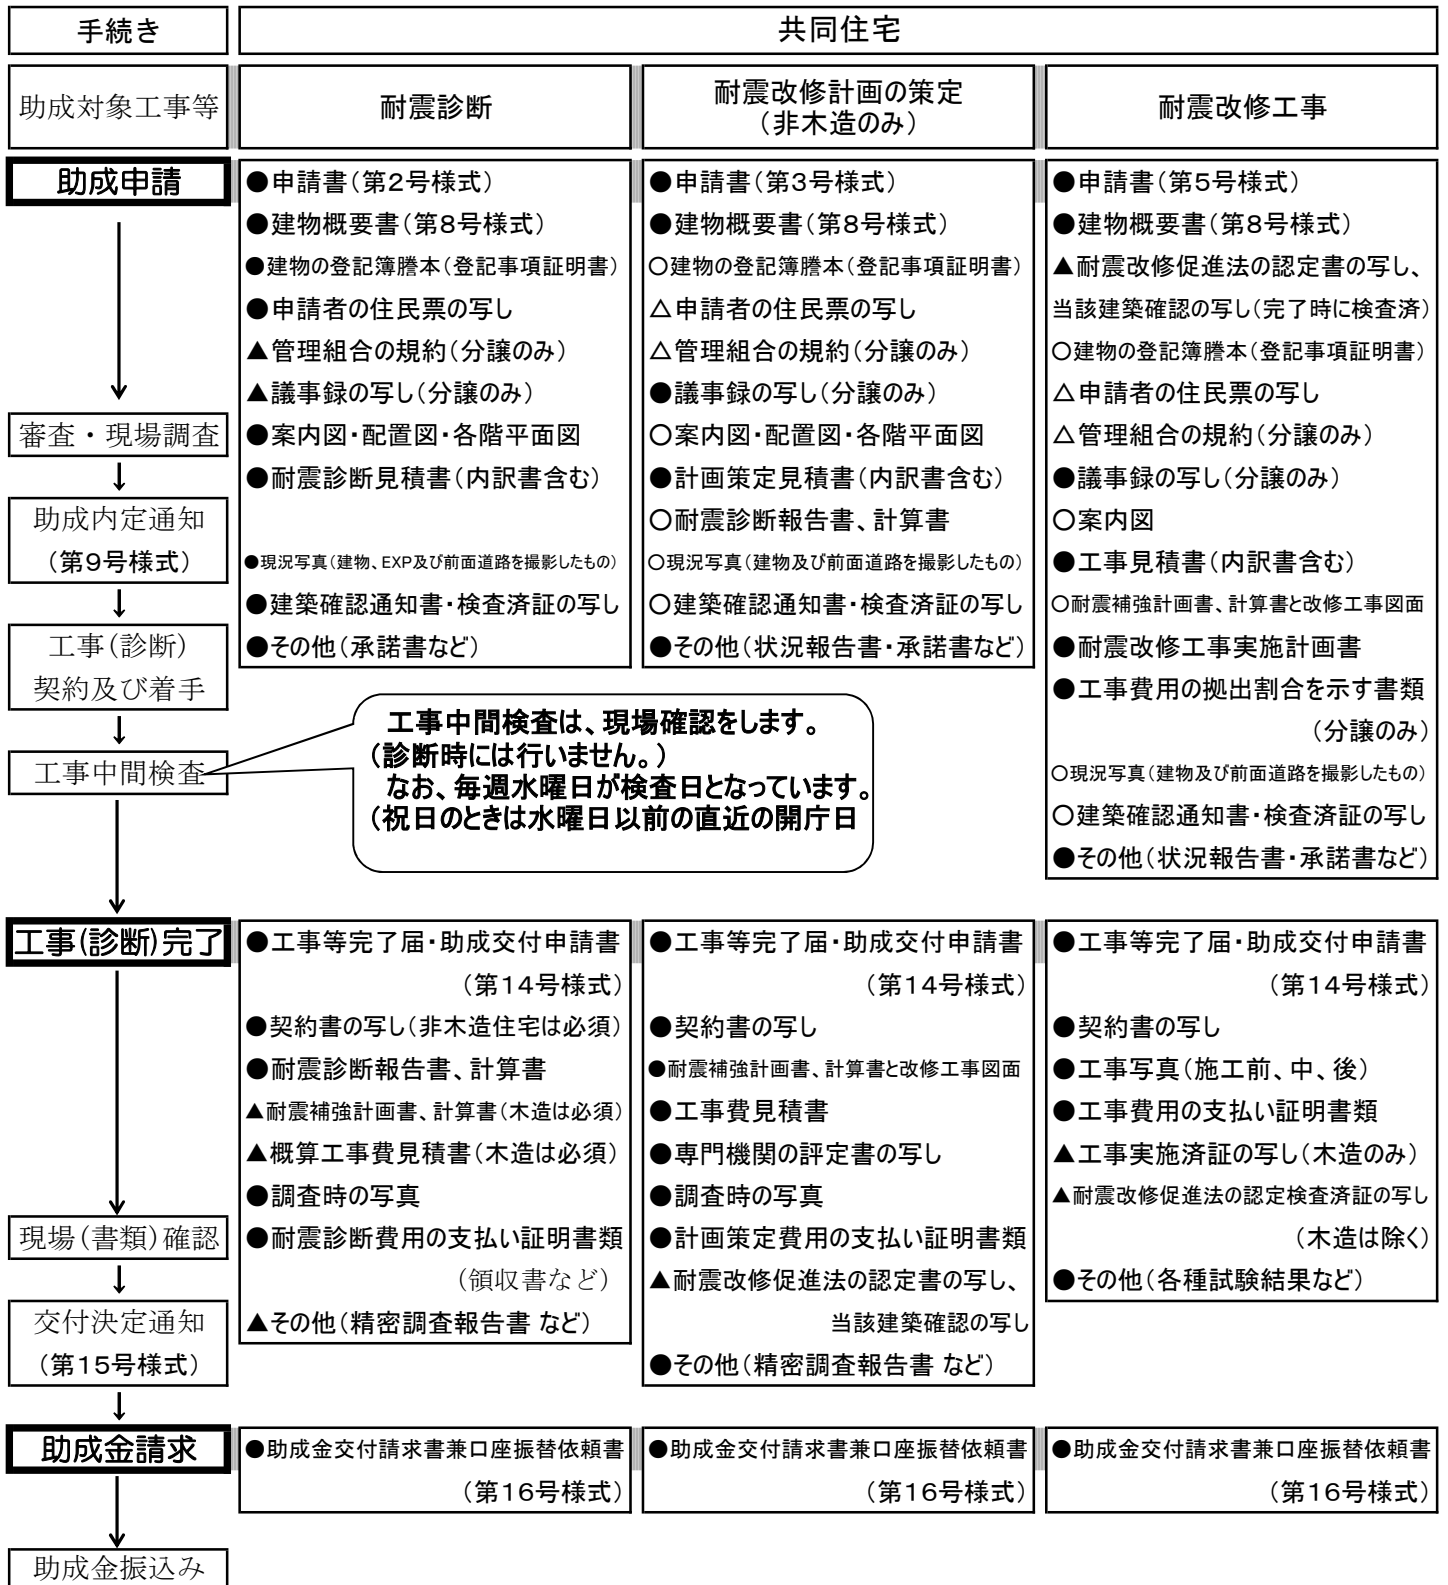 手続き
共同住宅
助成対象工事等
耐震診断
耐震改修計画の策定
（非木造のみ）
耐震改修工事
助成申請
審査・現場調査
助成内定通知
（第９号様式）
工事(診断)
契約及び着手
工事中間検査
●申請書（第２号様式）
●建物概要書（第８号様式）
●建物の登記簿謄本（登記事項証明書）
●申請者の住民票の写し
▲管理組合の規約（分譲のみ）
▲議事録の写し（分譲のみ）
●案内図・配置図・各階平面図
●耐震診断見積書（内訳書含む）
●現況写真（建物、EXP及び前面道路を撮影したもの）
●建築確認通知書・検査済証の写し
●その他（承諾書など）
●申請書（第３号様式）
●建物概要書（第８号様式）
○建物の登記簿謄本（登記事項証明書）
△申請者の住民票の写し
△管理組合の規約（分譲のみ）
●議事録の写し（分譲のみ）
○案内図・配置図・各階平面図
●計画策定見積書（内訳書含む）
○耐震診断報告書、計算書
○現況写真（建物及び前面道路を撮影したもの）
○建築確認通知書・検査済証の写し
●その他（状況報告書・承諾書など）
●申請書（第５号様式）
●建物概要書（第８号様式）
▲耐震改修促進法の認定書の写し、
当該建築確認の写し（完了時に検査済）
○建物の登記簿謄本（登記事項証明書）
△申請者の住民票の写し
△管理組合の規約（分譲のみ）
●議事録の写し（分譲のみ）
○案内図
●工事見積書（内訳書含む）
○耐震補強計画書、計算書と改修工事図面
●耐震改修工事実施計画書
●工事費用の拠出割合を示す書類
（分譲のみ）
○現況写真（建物及び前面道路を撮影したもの）
○建築確認通知書・検査済証の写し
●その他（状況報告書・承諾書など）
工事中間検査は、現場確認をします。
（診断時には行いません。）
なお、毎週水曜日が検査日となっています。
（祝日のときは水曜日以前の直近の開庁日
工事(診断)完了
現場(書類)確認
交付決定通知
（第１５号様式）
●工事等完了届・助成交付申請書
（第１４号様式）
●契約書の写し（非木造住宅は必須）
●耐震診断報告書、計算書
▲耐震補強計画書、計算書（木造は必須）
▲概算工事費見積書（木造は必須）
●調査時の写真
●耐震診断費用の支払い証明書類
（領収書など）
▲その他（精密調査報告書 など）
●工事等完了届・助成交付申請書
（第１４号様式）
●契約書の写し
●耐震補強計画書、計算書と改修工事図面
●工事費見積書
●専門機関の評定書の写し
●調査時の写真
●計画策定費用の支払い証明書類
▲耐震改修促進法の認定書の写し、
当該建築確認の写し
●その他（精密調査報告書 など）
●工事等完了届・助成交付申請書
（第１４号様式）
●契約書の写し
●工事写真（施工前、中、後）
●工事費用の支払い証明書類
▲工事実施済証の写し（木造のみ）
▲耐震改修促進法の認定検査済証の写し
（木造は除く）
●その他（各種試験結果など）
助成金請求
●助成金交付請求書兼口座振替依頼書
（第１６号様式）
●助成金交付請求書兼口座振替依頼書
（第１６号様式）
●助成金交付請求書兼口座振替依頼書
（第１６号様式）
助成金振込み